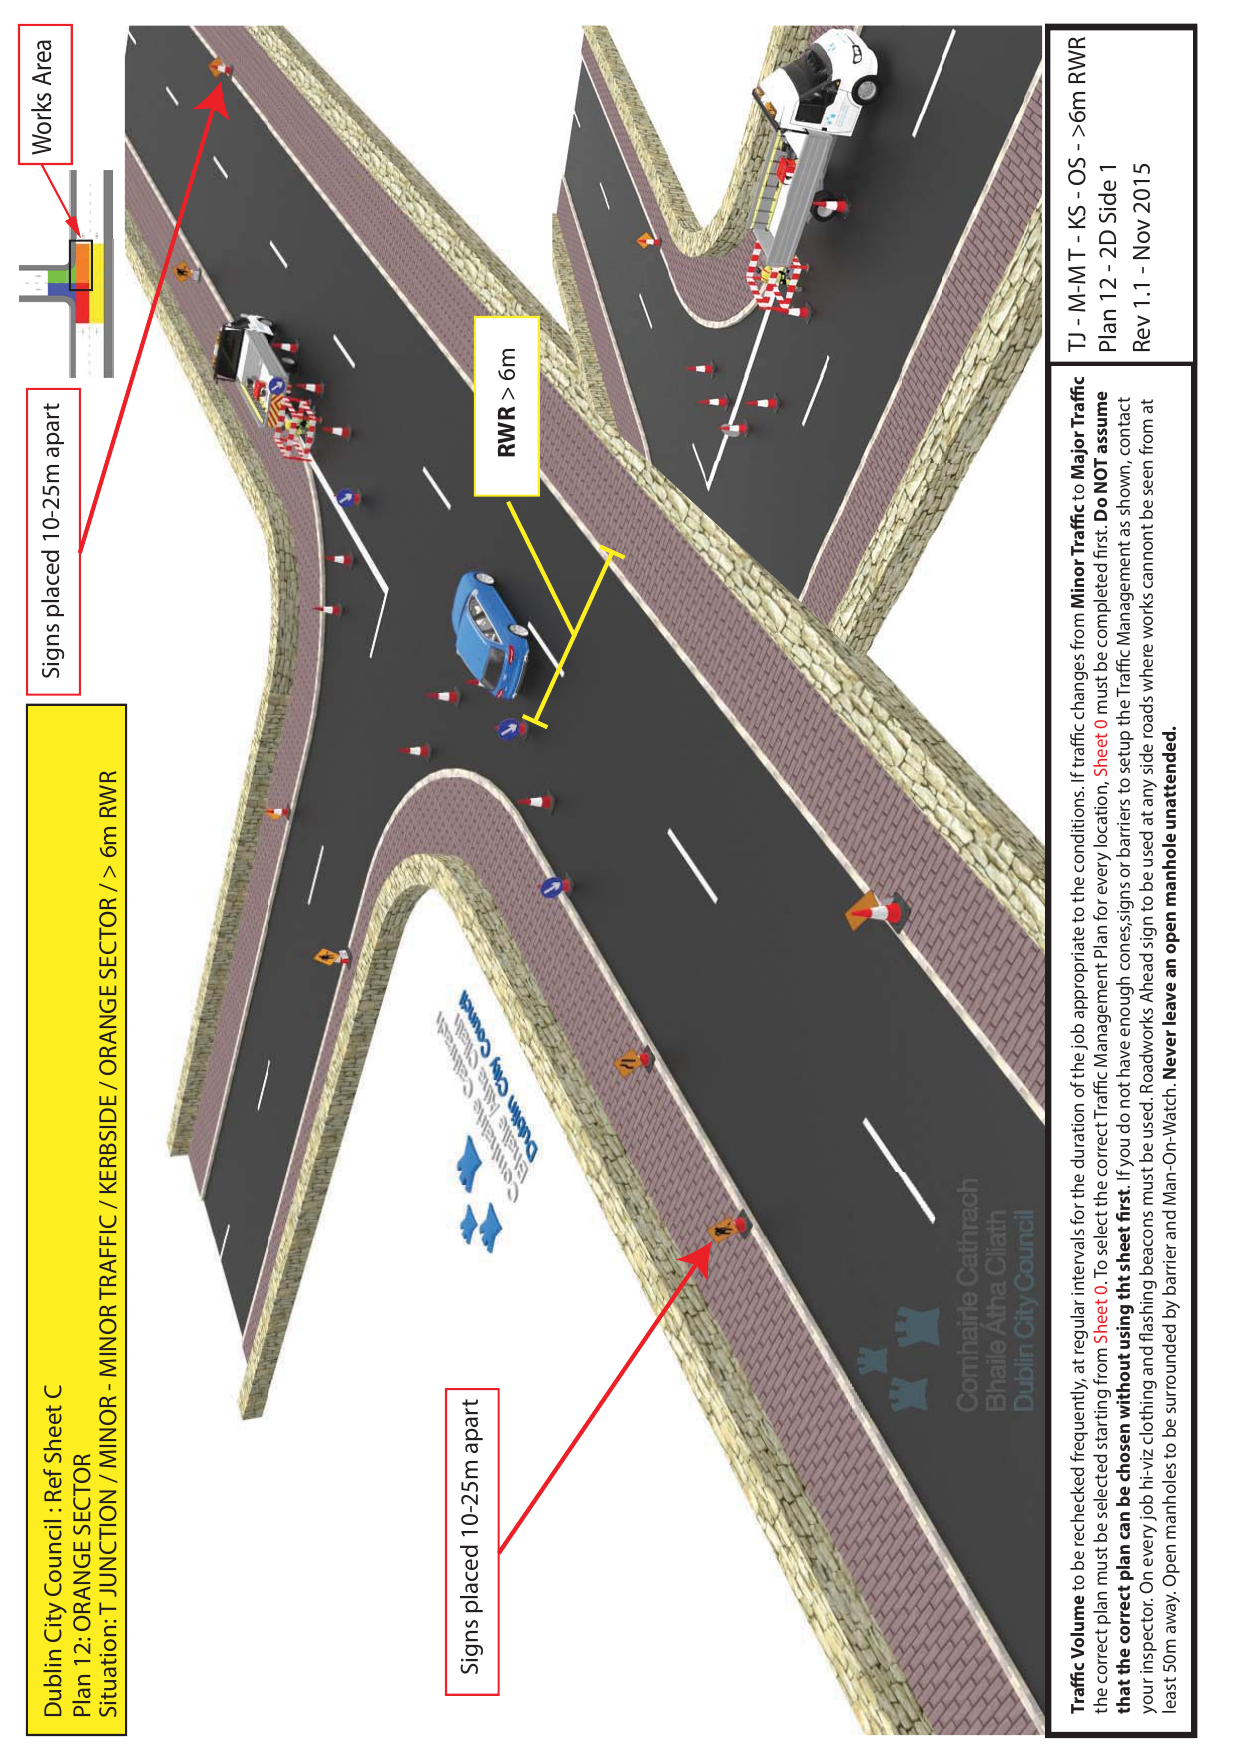 Dublin City Council : Ref Sheet C
Plan 12: ORANGE SECTOR
Situation: T JUNCTION / MINOR - MINOR TRAFFIC / KERBSIDE / ORANGE SECTOR / > 6m RWR
Signs placed 10-25m apart
Works Area
Signs placed 10-25m apart
RWR > 6m
Comhairle Cathrach
Bhaile Átha Cliath
Dublin City Council
Comhairle Cathrach
Bhaile Átha Cliath
Dublin City Council
Traffic Volume to be rechecked frequently, at regular intervals for the duration of the job appropriate to the conditions. If traffic changes from Minor Traffic to Major Traffic
the correct plan must be selected starting from Sheet 0. To select the correct Traffic Management Plan for every location, Sheet 0 must be completed first. Do NOT assume
that the correct plan can be chosen without using tht sheet first. If you do not have enough cones,signs or barriers to setup the Traffic Management as shown, contact
your inspector. On every job hi-viz clothing and flashing beacons must be used. Roadworks Ahead sign to be used at any side roads where works cannont be seen from at
least 50m away. Open manholes to be surrounded by barrier and Man-On-Watch. Never leave an open manhole unattended.
TJ - M-MT - KS - OS - >6m RWR
Plan 12 - 2D Side 1
Rev 1.1 - Nov 2015